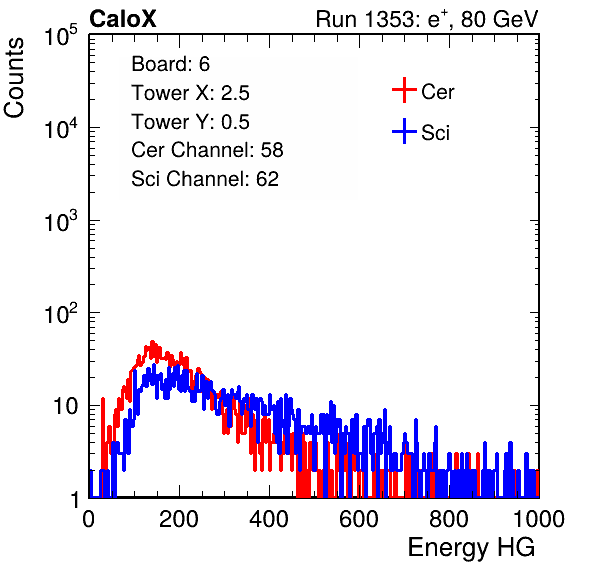 CaloX Run 1353: e⁺, 80 GeV
Counts
Board: 6
Tower X: 2.5
Tower Y: 0.5
Cer Channel: 58
Sci Channel: 62
Cer
Sci
10⁵
10⁴
10³
10²
10
1
0 200 400 600 800 1000
Energy HG